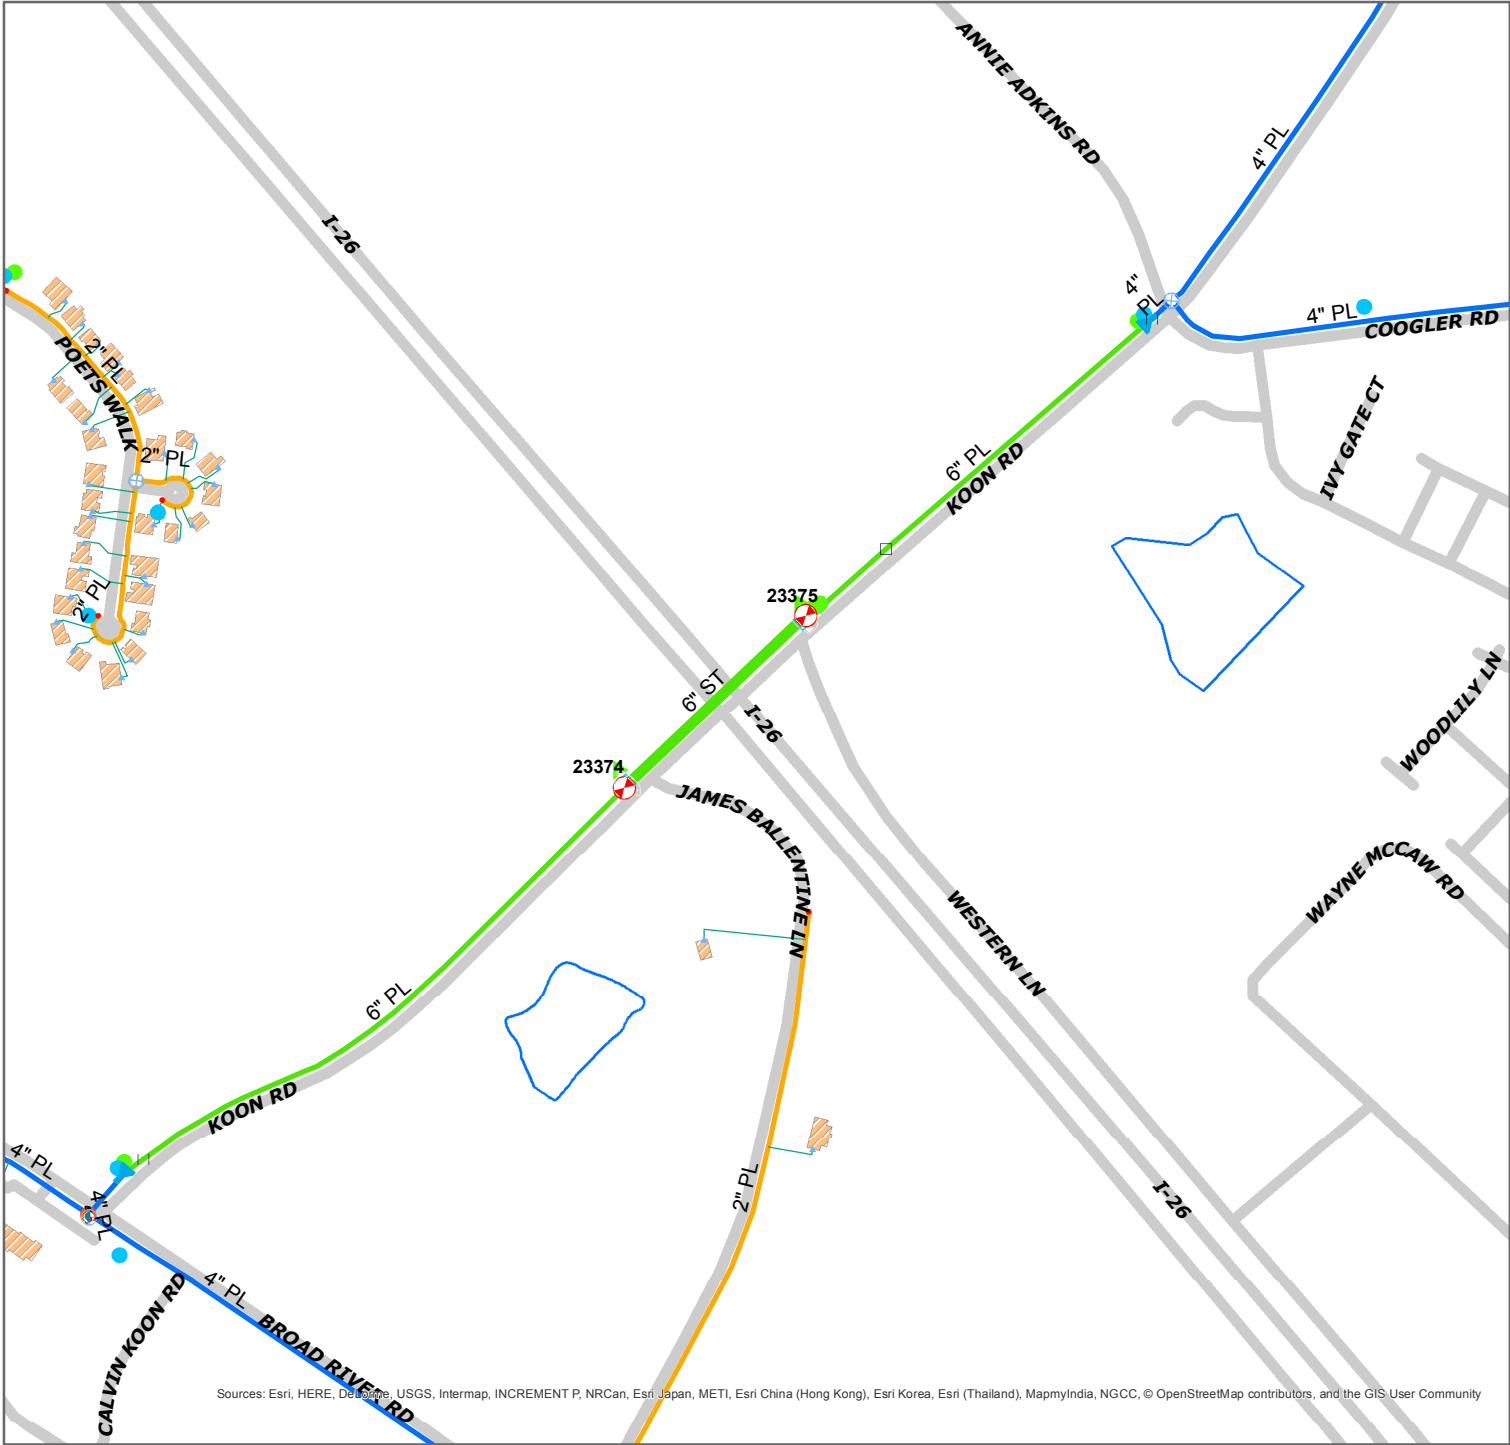 ANNIE ADKINS RD
4" PL
I-26
4"
PL
4" PL
COOGLER RD
2" PL
POETS WALK
2" PL
IVY GATE CT
6" PL
KOON RD
2" PL
23375
6" ST
I-26
WOODLILY LN
23374
JAMES BALLENTINE LN
WAYNE MCCAW RD
WESTERN LN
6" PL
KOON RD
4" PL
4" PL
2" PL
I-26
4" PL
CALVIN KOON RD
BROAD RIVER RD
Sources: Esri, HERE, DeLorme, USGS, Intermap, INCREMENT P, NRCan, Esri Japan, METI, Esri China (Hong Kong), Esri Korea, Esri (Thailand), MapmyIndia, NGCC, © OpenStreetMap contributors, and the GIS User Community